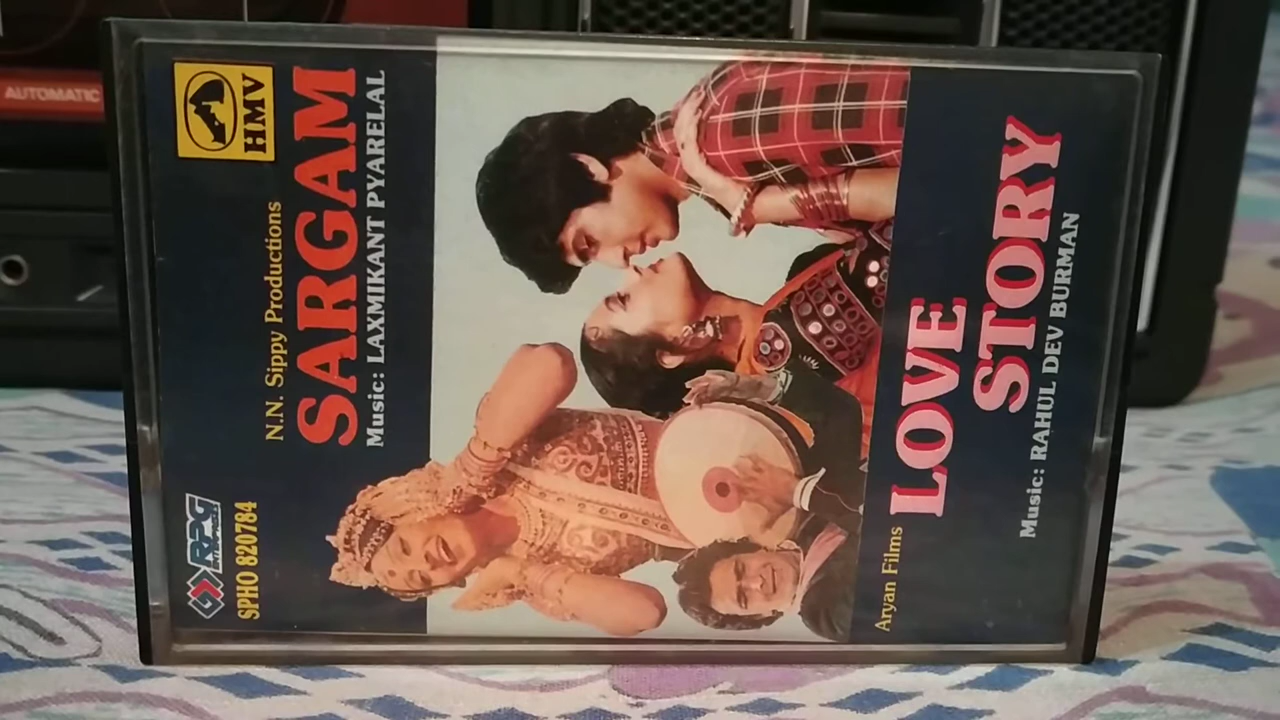 RPG
ENTERPRISES
SPHO 820784
HMV
N.N. Sippy Productions
SARGAM
Music: LAXMIKANT PYARELAL
Aryan Films
LOVE
STORY
Music: RAHUL DEV BURMAN
AUTOMATIC